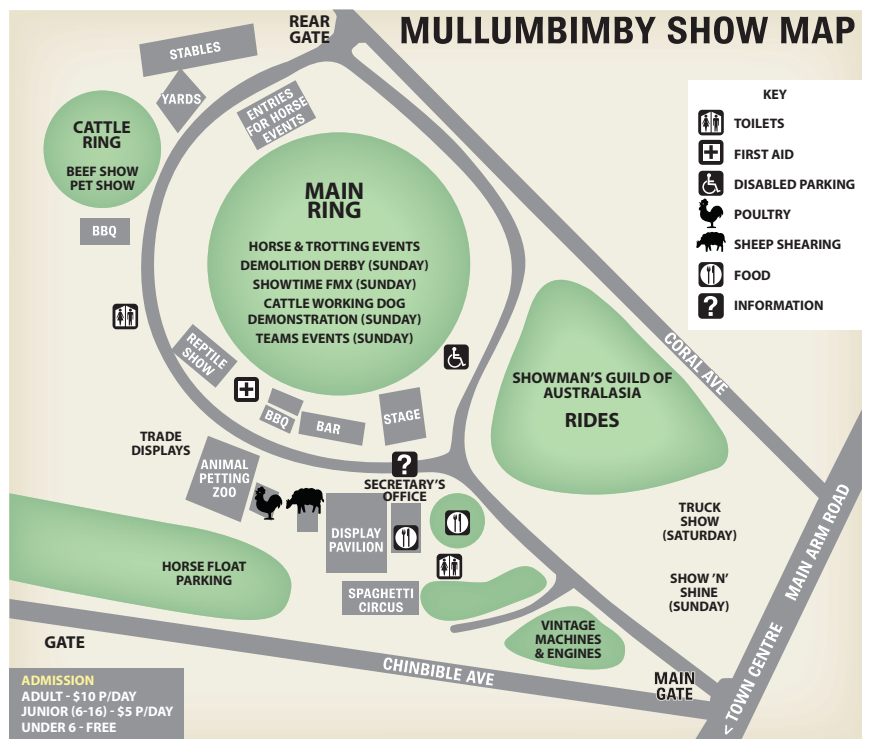 MULLUMBIMBY SHOW MAP
REAR
GATE
STABLES
YARDS
ENTRIES
FOR HORSE
EVENTS
CATTLE
RING
BEEF SHOW
PET SHOW
BBQ
MAIN
RING
HORSE & TROTTING EVENTS
DEMOLITION DERBY (SUNDAY)
SHOWTIME FMX (SUNDAY)
CATTLE WORKING DOG
DEMONSTRATION (SUNDAY)
TEAMS EVENTS (SUNDAY)
KEY
TOILETS
FIRST AID
DISABLED PARKING
POULTRY
SHEEP SHEARING
FOOD
? INFORMATION
REPTILE
SHOW
BBQ
BAR
STAGE
CORAL AVE
SHOWMAN'S GUILD OF
AUSTRALASIA
RIDES
TRADE
DISPLAYS
ANIMAL
PETTING
ZOO
?
SECRETARY'S
OFFICE
DISPLAY
PAVILION
SPAGHETTI
CIRCUS
HORSE FLOAT
PARKING
TRUCK
SHOW
(SATURDAY)
SHOW 'N'
SHINE
(SUNDAY)
MAIN ARM ROAD
< TOWN CENTRE
VINTAGE
MACHINES
& ENGINES
MAIN
GATE
GATE
CHINBIBLE AVE
ADMISSION
ADULT - $10 P/DAY
JUNIOR (6-16) - $5 P/DAY
UNDER 6 - FREE